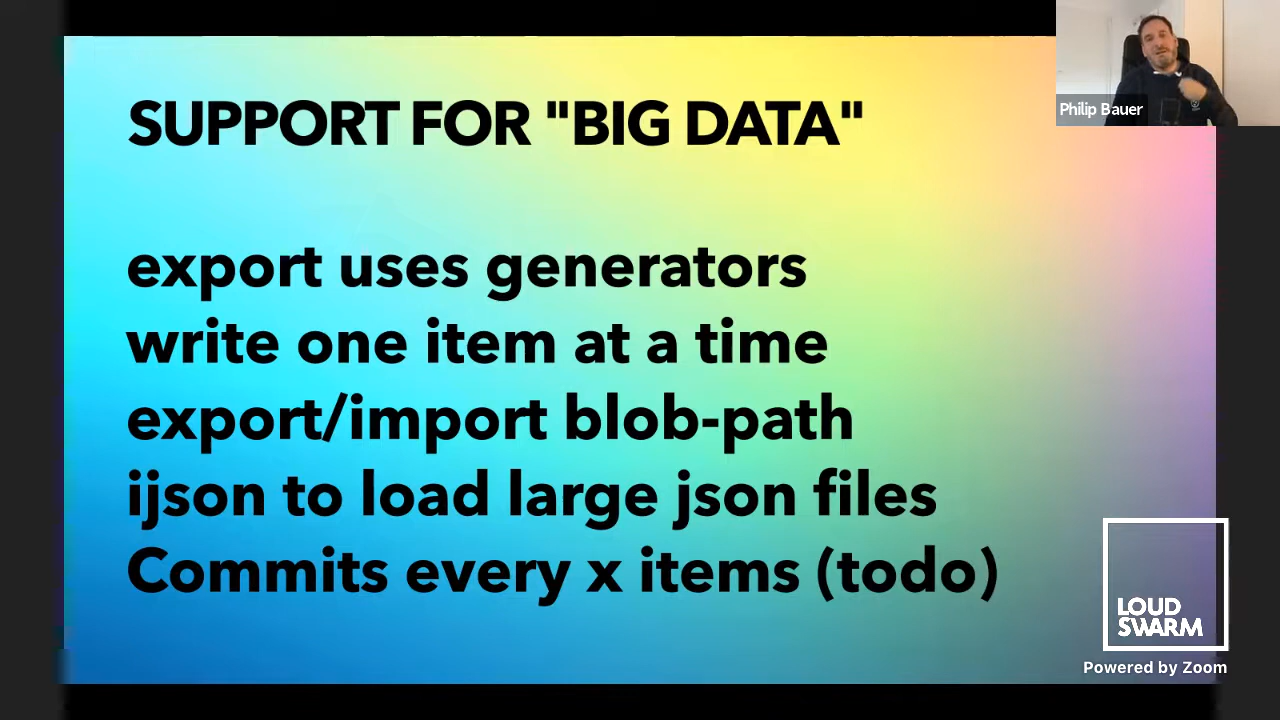 SUPPORT FOR "BIG DATA"
Philip Bauer
export uses generators
write one item at a time
export/import blob-path
ijson to load large json files
Commits every x items (todo)
LOUD
SWARM
Powered by Zoom